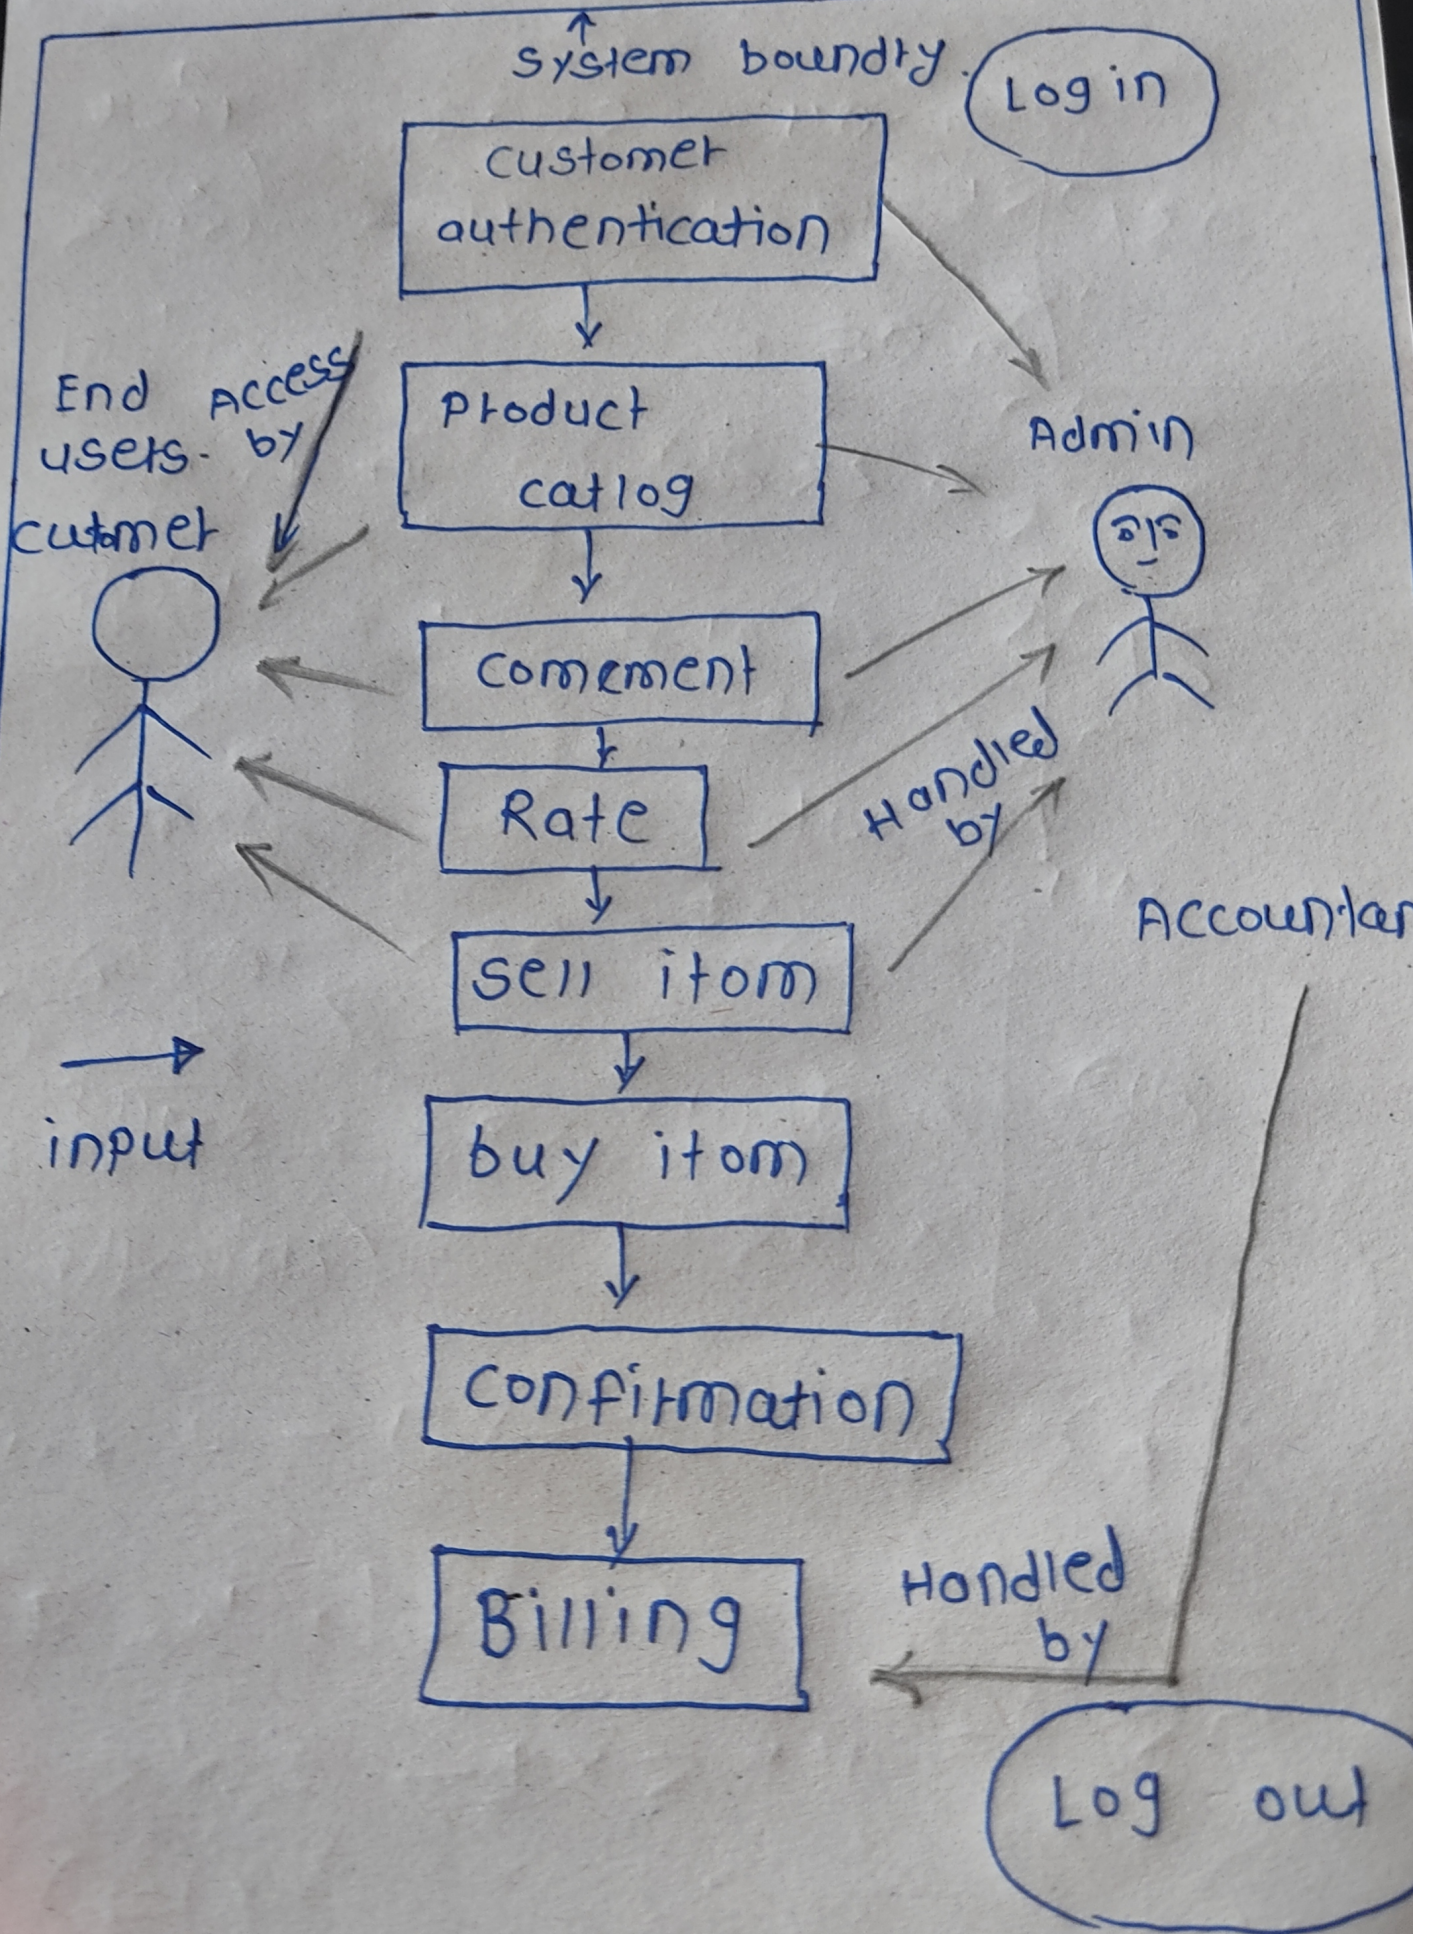 System boundry.
Log in
customer
authentication
End
users.
Access
by
Product
catlog
Admin
cutomer
comement
Rate
Handled
by
Accountan
sell itom
input
buy itom
confirmation
Billing
Handled
by
Log out